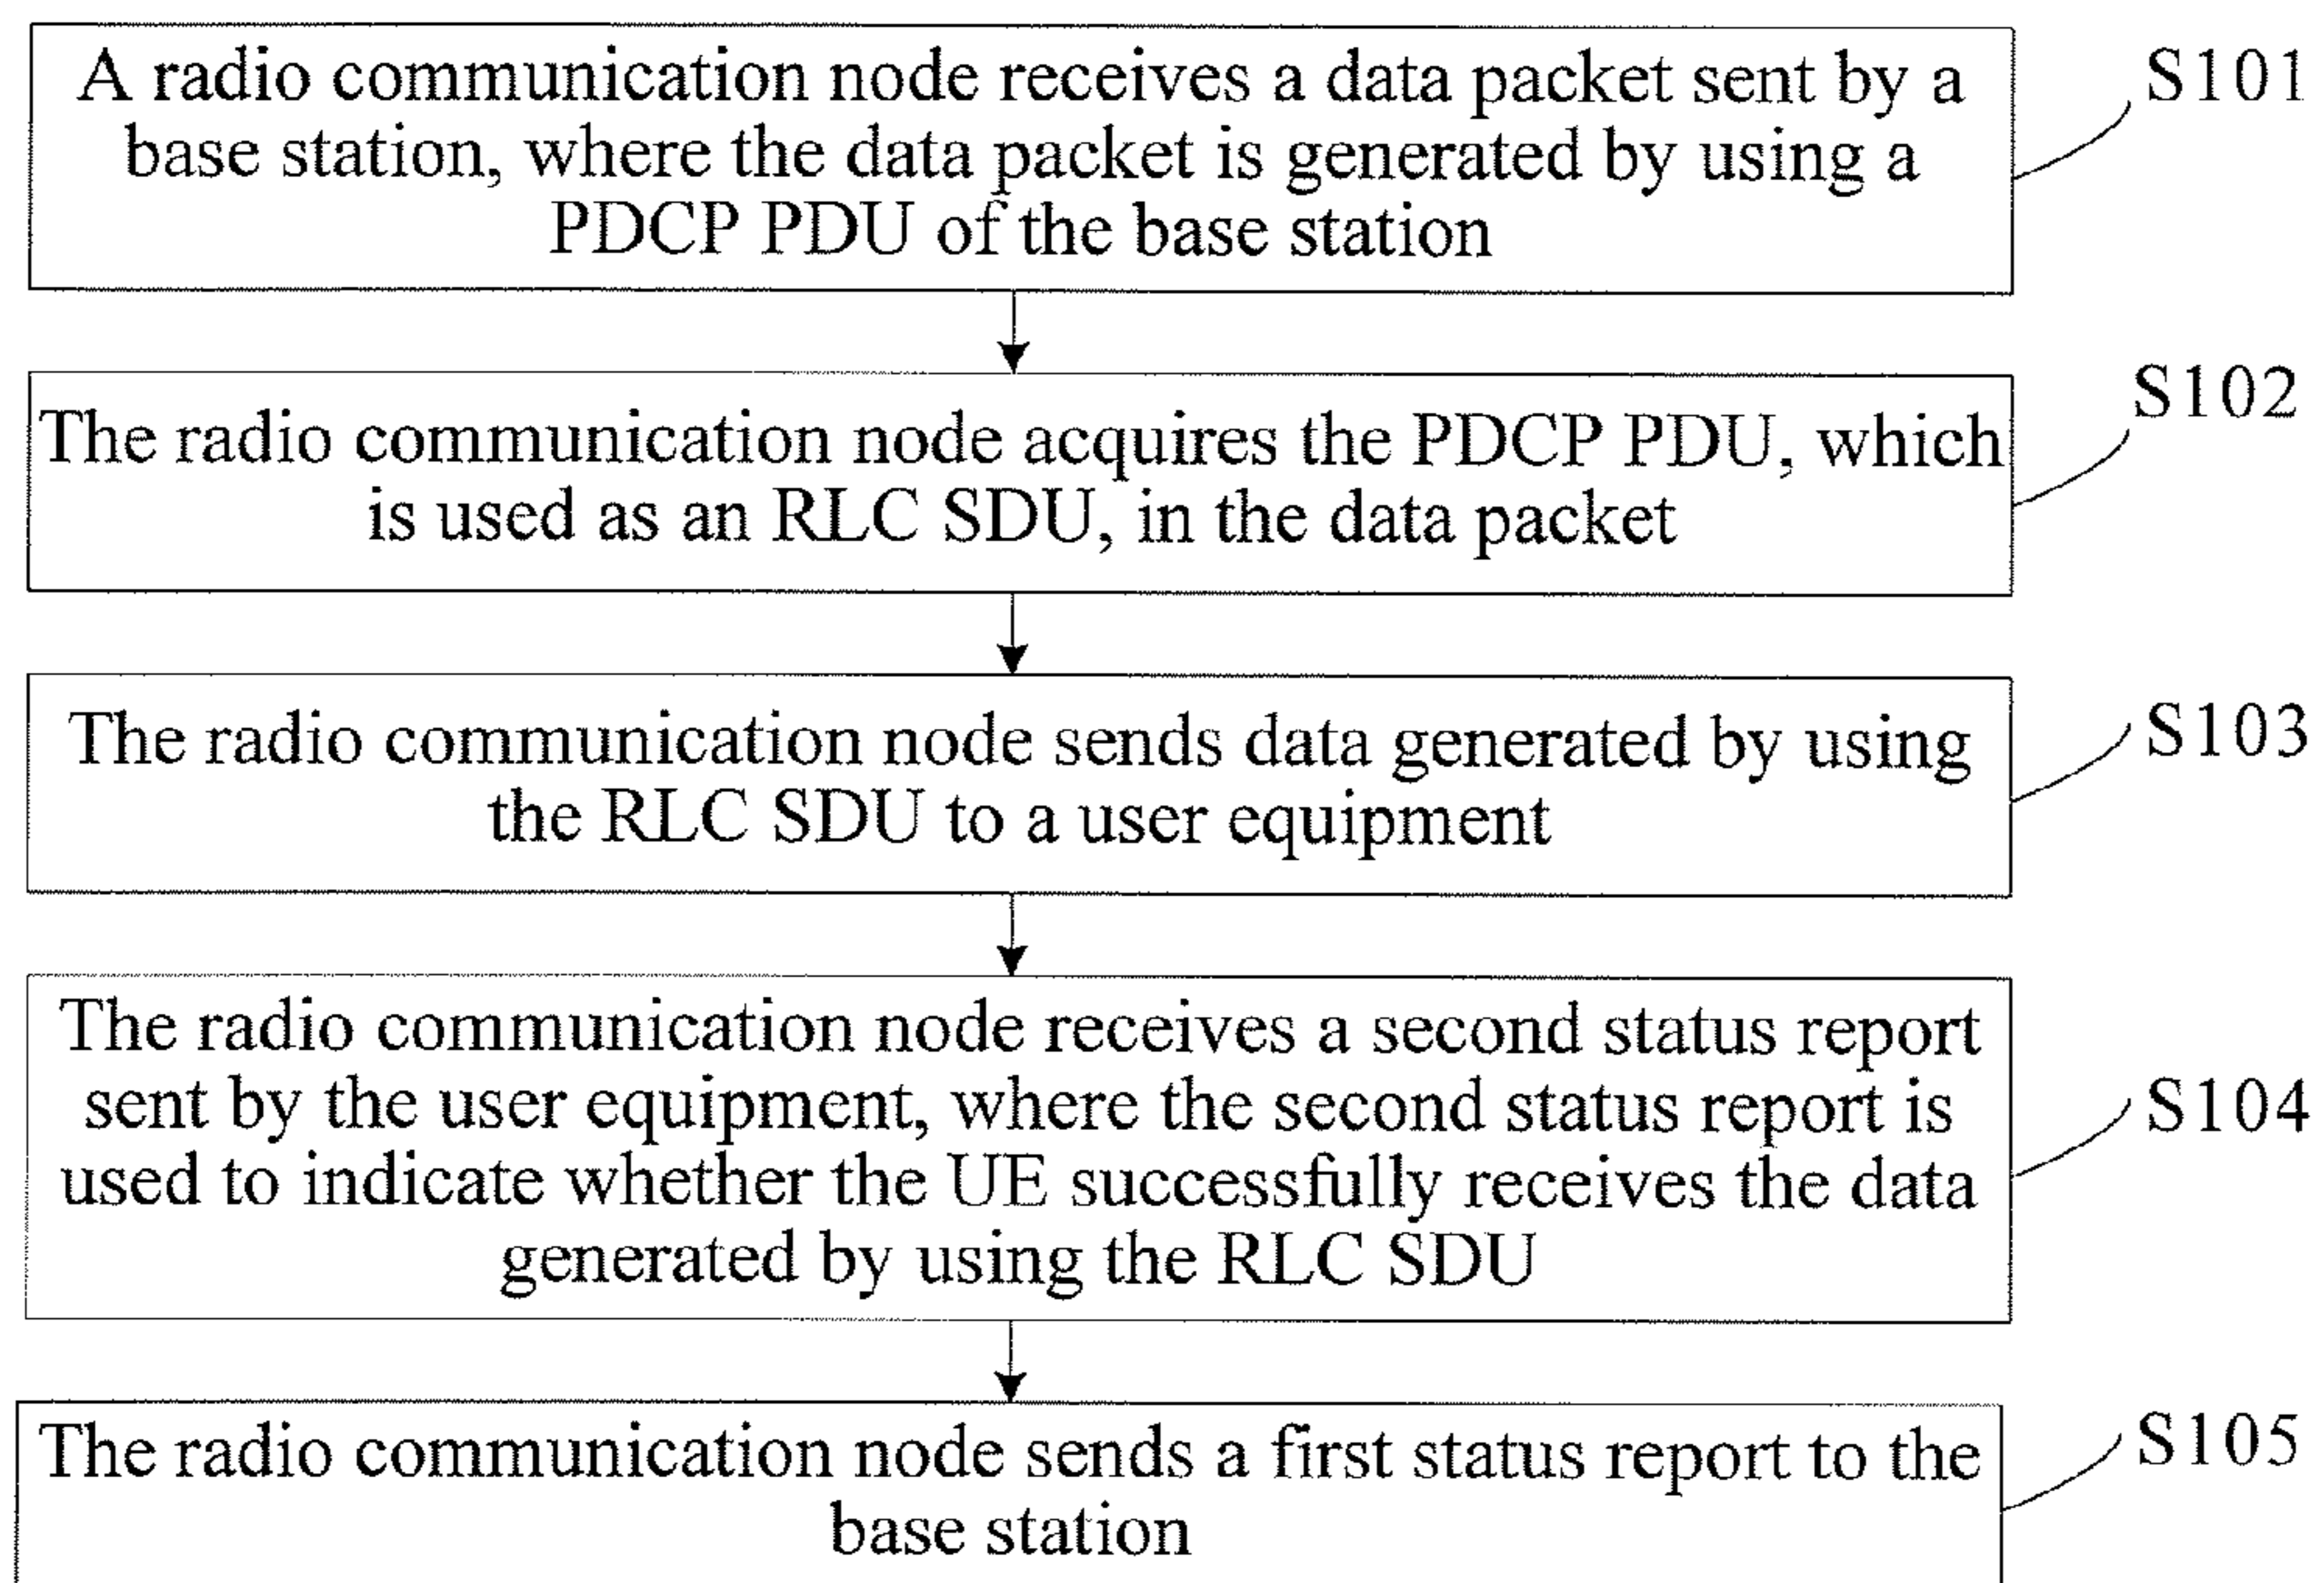 A radio communication node receives a data packet sent by a
base station, where the data packet is generated by using a
PDCP PDU of the base station
S101
The radio communication node acquires the PDCP PDU, which
is used as an RLC SDU, in the data packet
S102
The radio communication node sends data generated by using
the RLC SDU to a user equipment
S103
The radio communication node receives a second status report
sent by the user equipment, where the second status report is
used to indicate whether the UE successfully receives the data
generated by using the RLC SDU
S104
The radio communication node sends a first status report to the
base station
S105